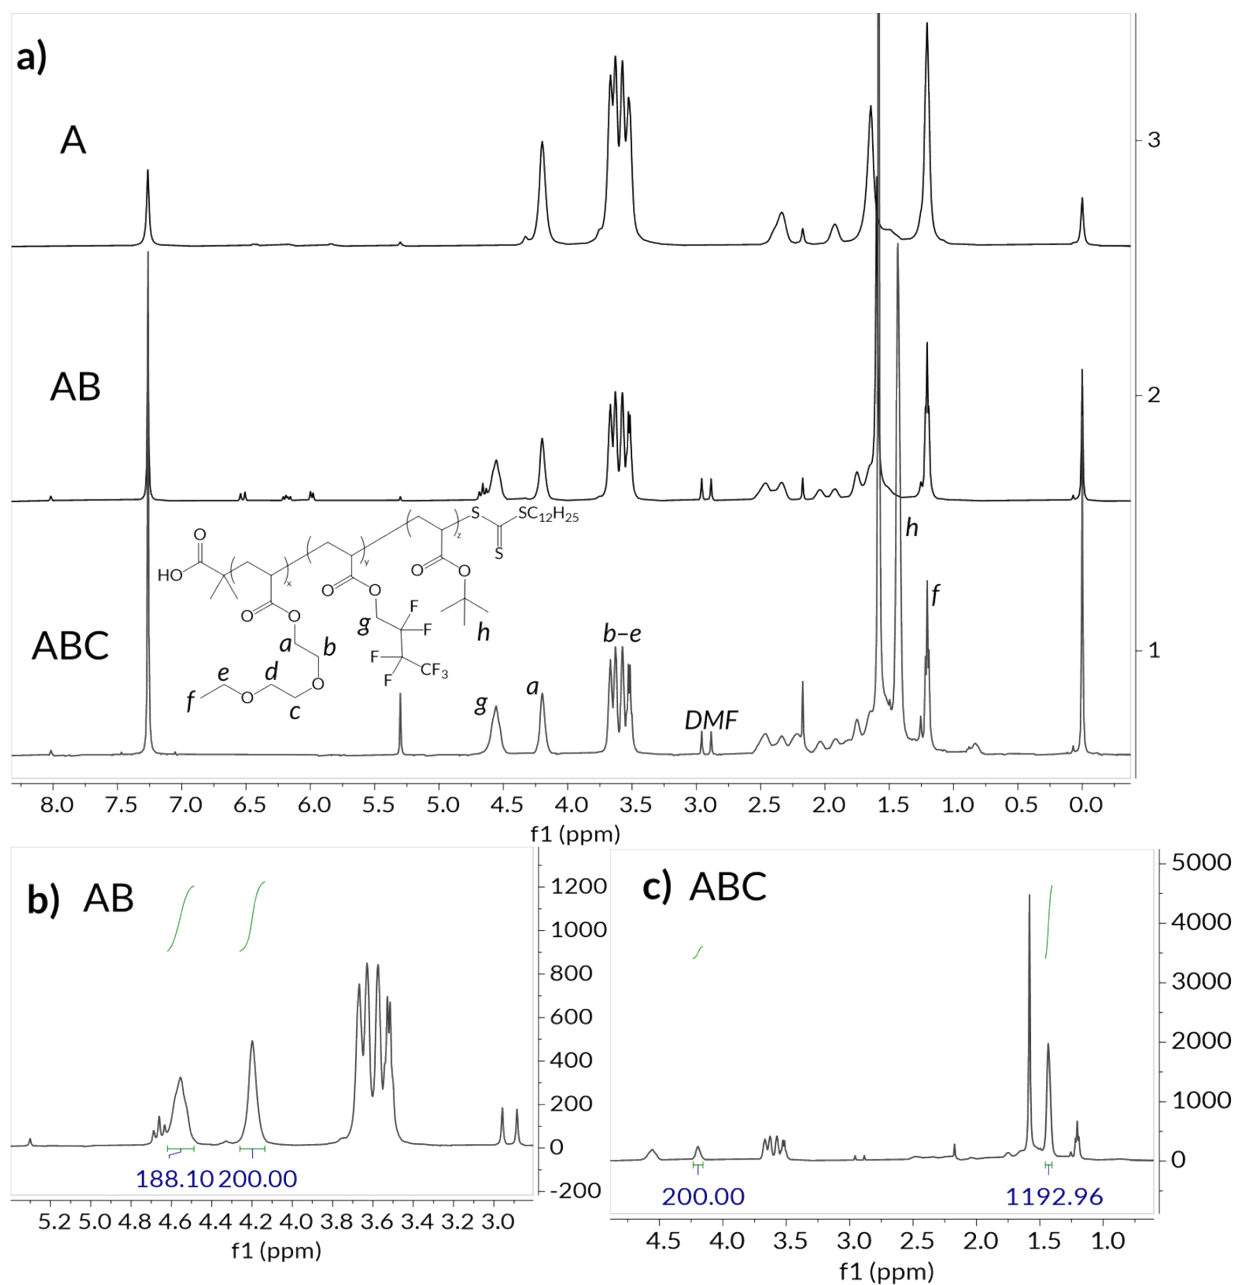 a)
A
3
AB
2
ABC
1
O
HO
x
O
O
a
b
e
d
O
f
O
c
y
O
O
g
F
F
F
F
CF₃
z
S
SC₁₂H₂₅
S
O
O
h
g
a
b–e
DMF
h
f
8.0 7.5 7.0 6.5 6.0 5.5 5.0 4.5 4.0 3.5 3.0 2.5 2.0 1.5 1.0 0.5 0.0
f1 (ppm)
b) AB
1200
1000
800
600
400
200
0
-200
188.10 200.00
5.2 5.0 4.8 4.6 4.4 4.2 4.0 3.8 3.6 3.4 3.2 3.0
f1 (ppm)
c) ABC
5000
4000
3000
2000
1000
0
200.00 1192.96
4.5 4.0 3.5 3.0 2.5 2.0 1.5 1.0
f1 (ppm)